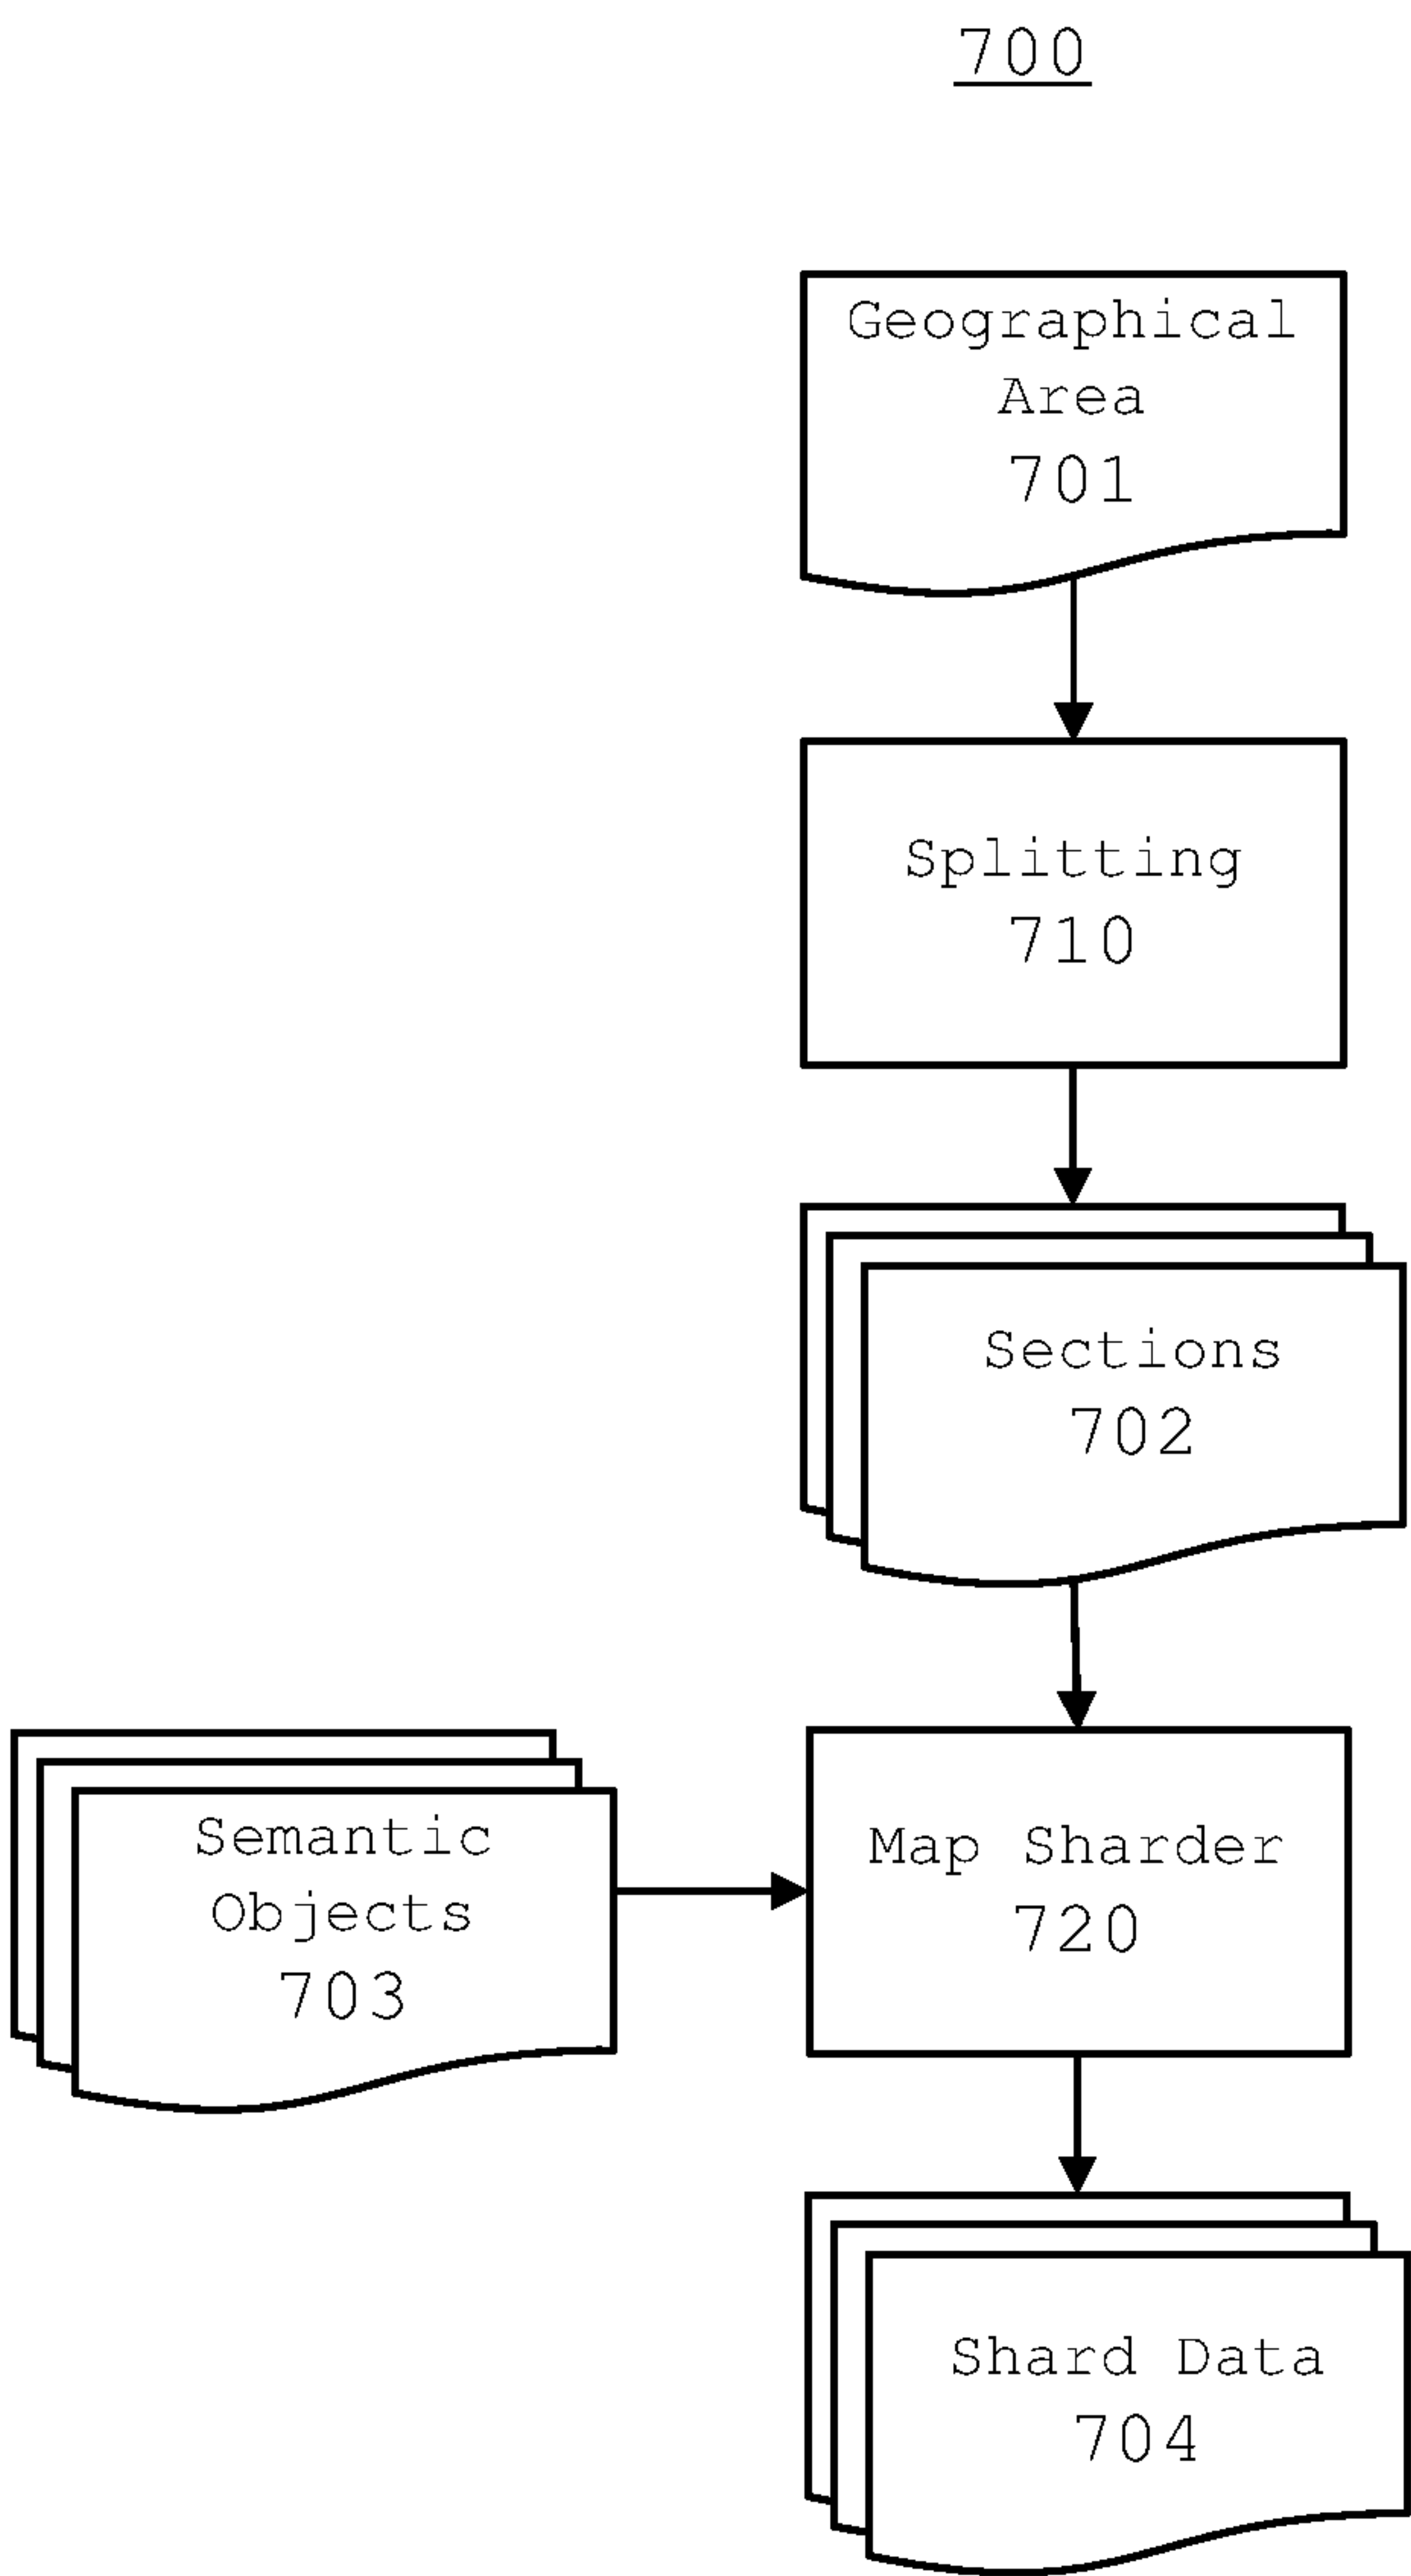 700
Geographical
Area
701
Splitting
710
Sections
702
Semantic
Objects
703
Map Sharder
720
Shard Data
704